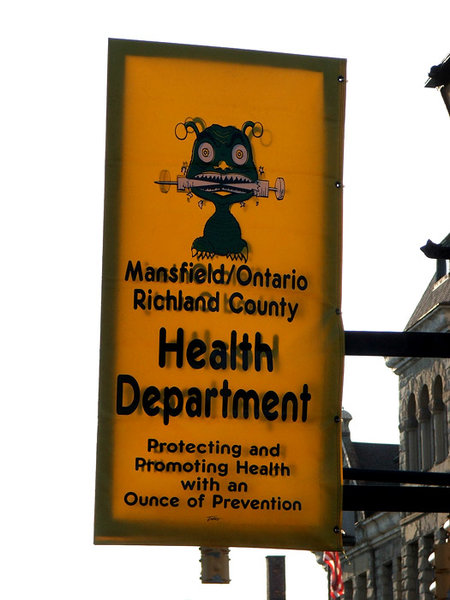 Mansfield/Ontario
Richland County
Health
Department
Protecting and
Promoting Health
with an
Ounce of Prevention